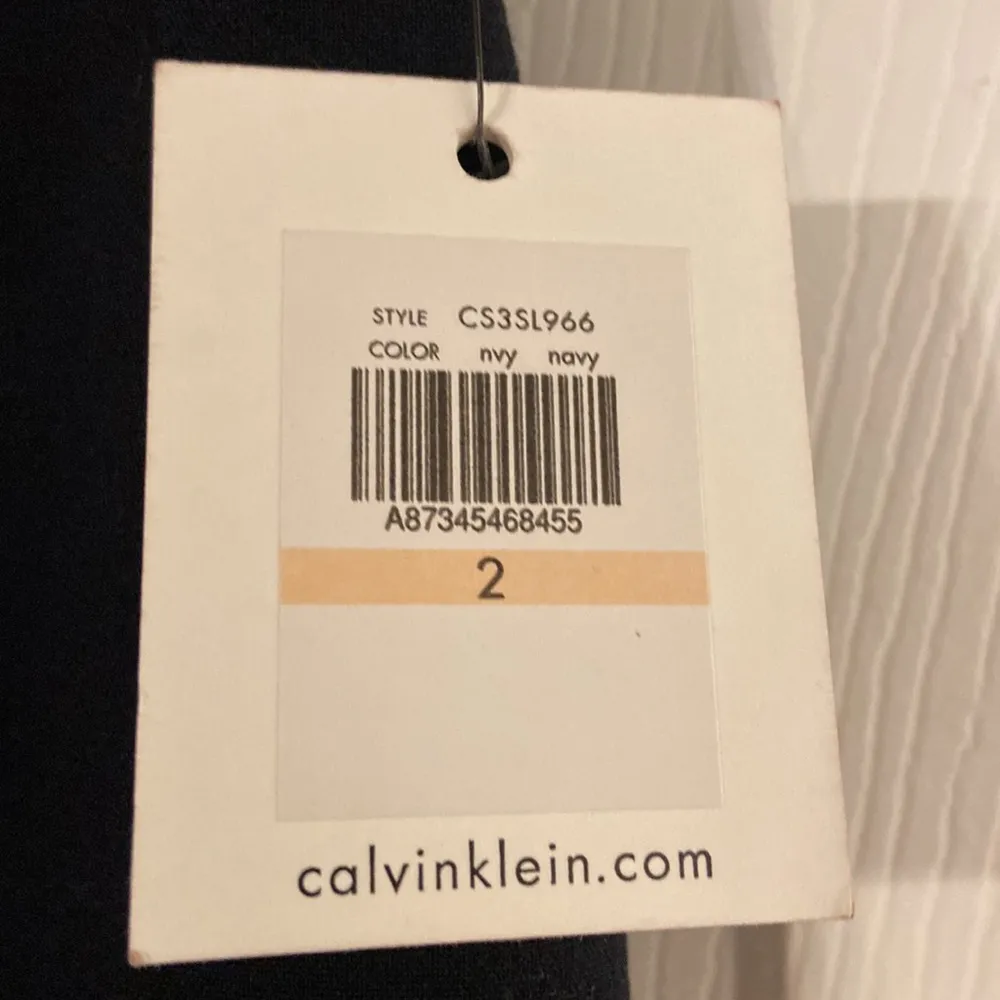 STYLE CS3SL966
COLOR nvy navy
A87345468455
2
calvinklein.com